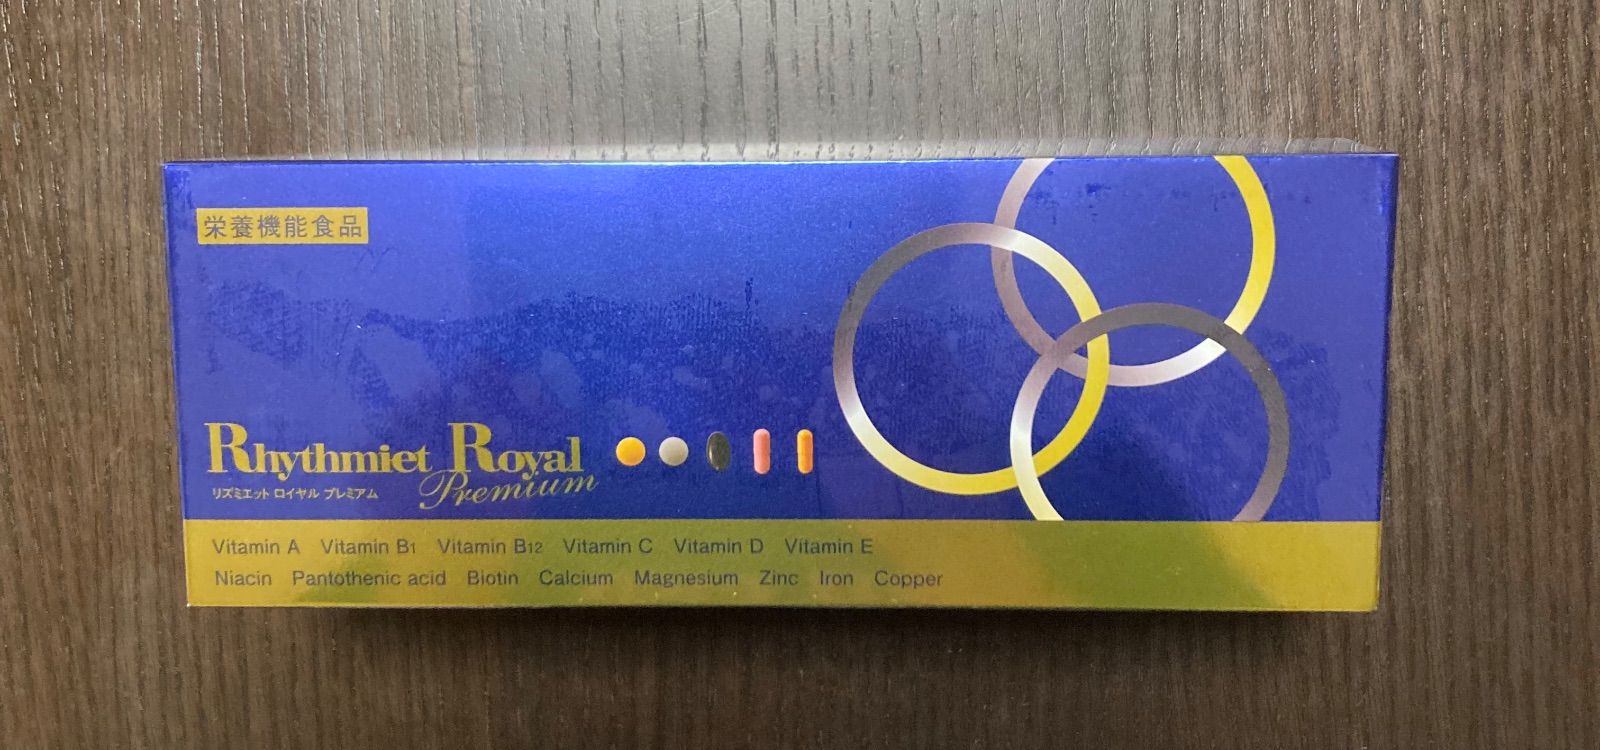 栄養機能食品
Rhythmiet Royal
Premium
リズミエット ロイヤル プレミアム
Vitamin A Vitamin B1 Vitamin B12 Vitamin C Vitamin D Vitamin E
Niacin Pantothenic acid Biotin Calcium Magnesium Zinc Iron Copper